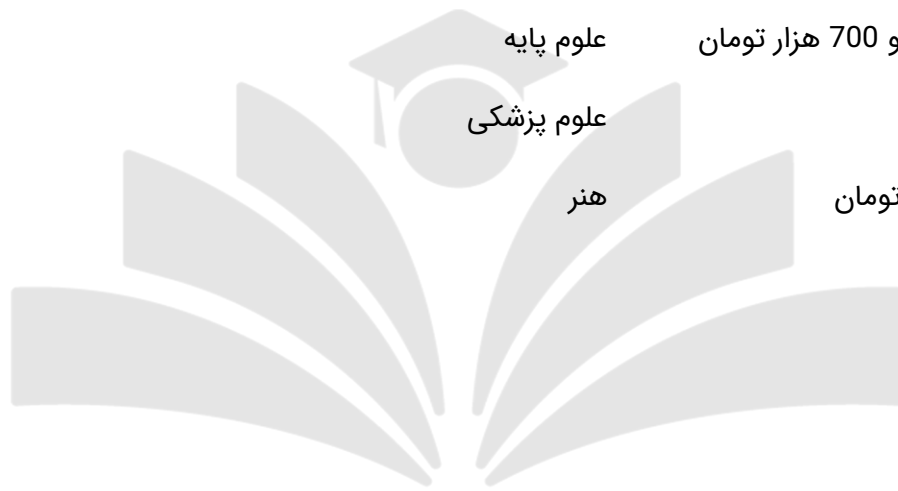 و 700 هزار تومان علوم پایه
علوم پزشکی
تومان هنر